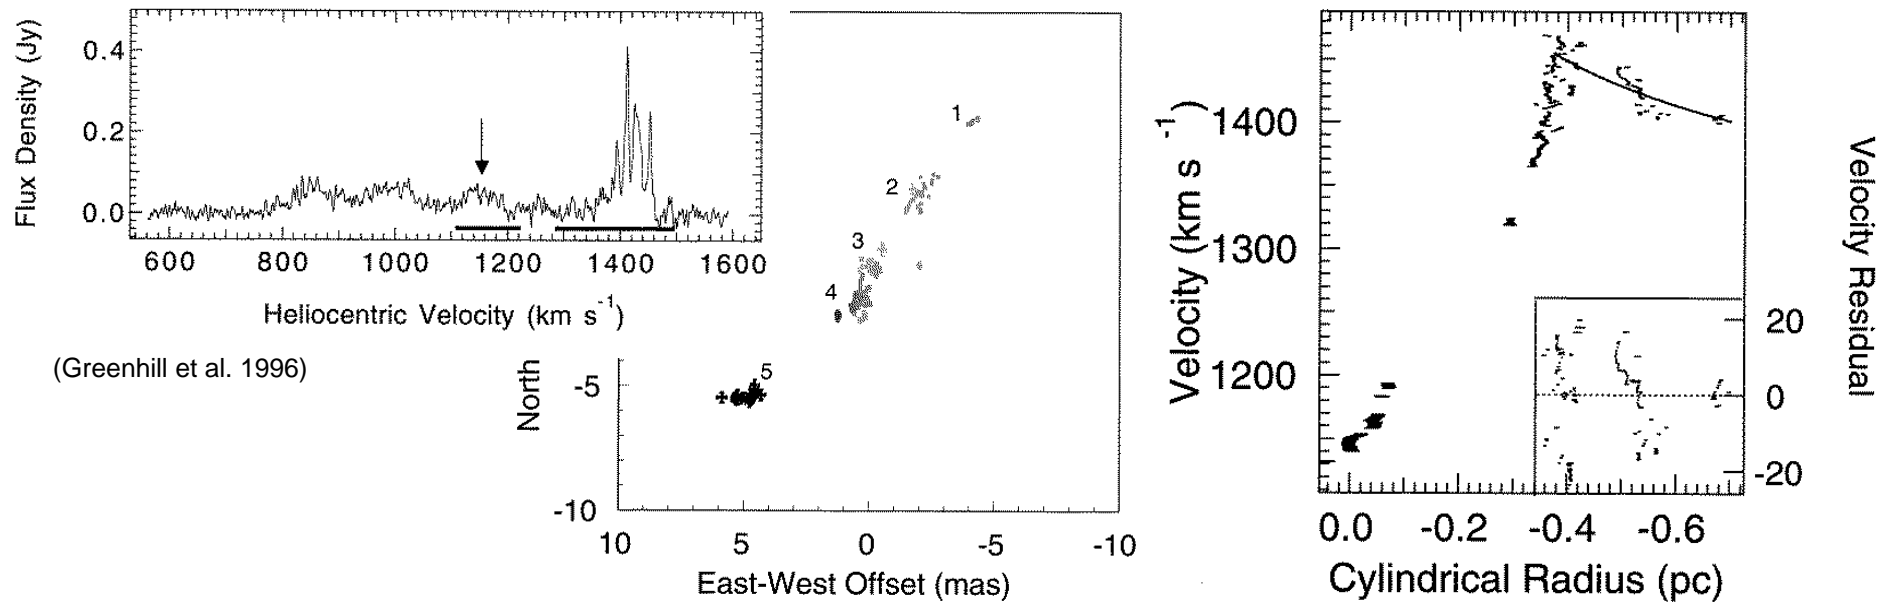 Flux Density (Jy)
0.4
0.2
0.0
600 800 1000 1200 1400 1600
Heliocentric Velocity (km s-1)
(Greenhill et al. 1996)
1
2
3
4
5
North
-5
-10
10 5 0 -5 -10
East-West Offset (mas)
Velocity (km s-1)
1400
1300
1200
0.0 -0.2 -0.4 -0.6
Cylindrical Radius (pc)
20
0
-20
Velocity Residual